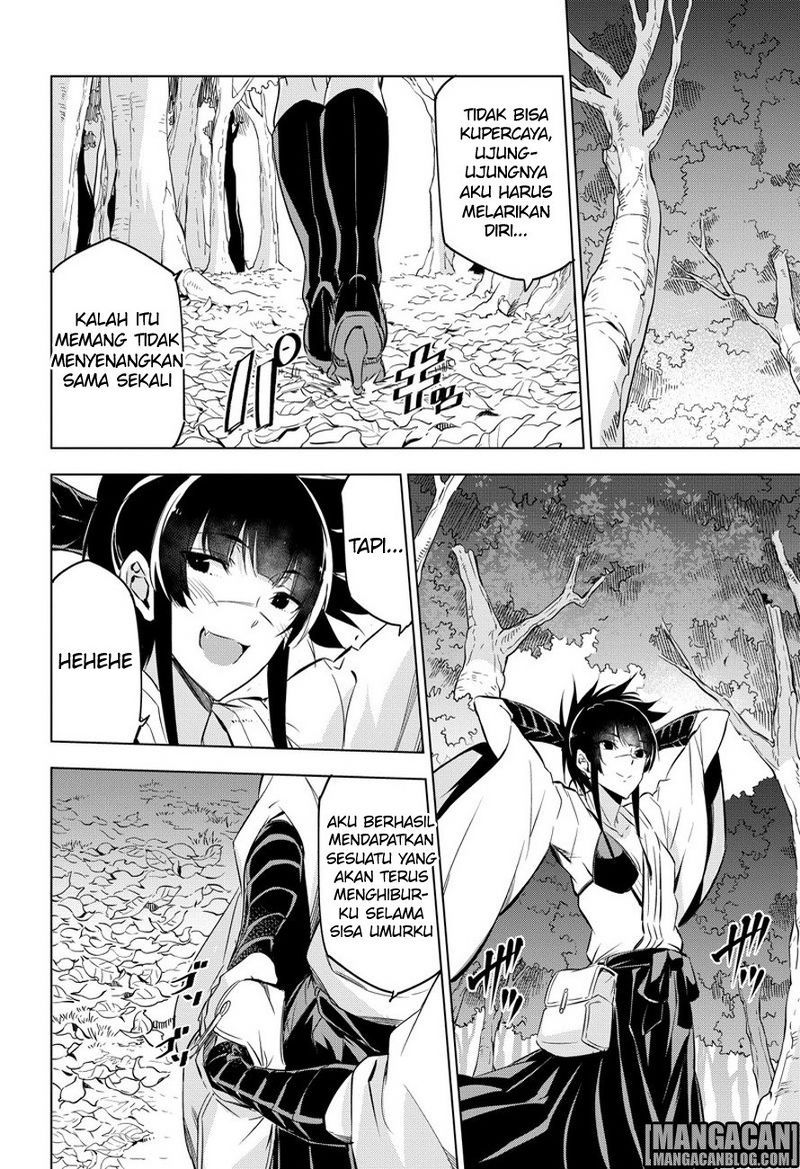 TIDAK BISA
KUPERCAYA,
UJUNG-
UJUNGNYA
AKU HARUS
MELARIKAN
DIRI...
KALAH ITU
MEMANG TIDAK
MENYENANGKAN
SAMA SEKALI
TAPI...
HEHEHE
AKU BERHASIL
MENDAPATKAN
SESUATU YANG
AKAN TERUS
MENGHIBUR-
KU SELAMA
SISA UMURKU
[MANGACAN]
MANGACANBLOG.COM